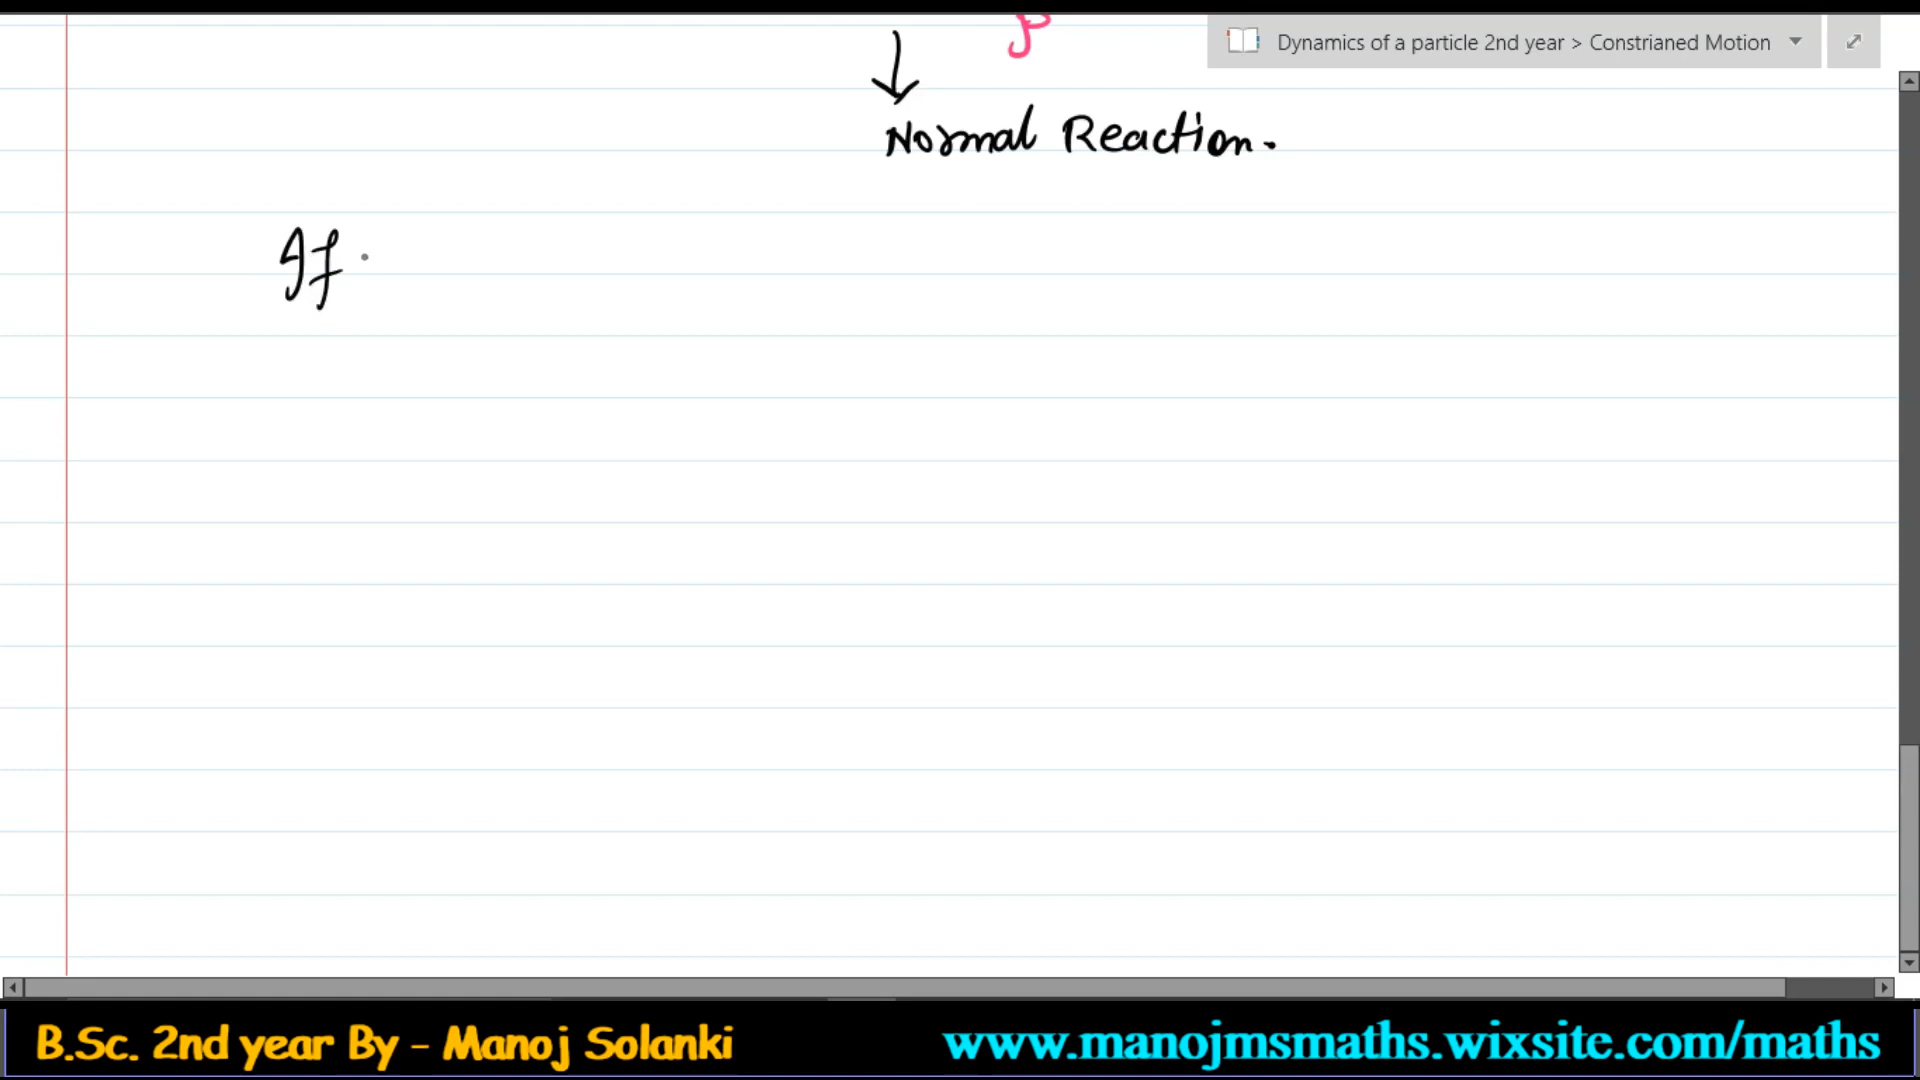 ρ
Dynamics of a particle 2nd year > Constrianed Motion
Normal Reaction.
If
B.Sc. 2nd year By - Manoj Solanki
www.manojmsmaths.wixsite.com/maths